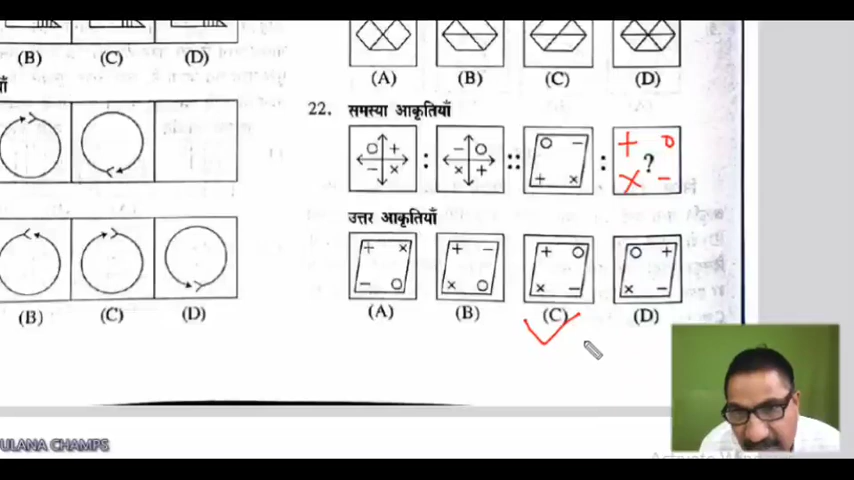 (B) (C) (D)
(A) (B) (C) (D)
22. समस्या आकृतियाँ
+ − × : − + × :: − + × : + ? × −
उत्तर आकृतियाँ
+ × − + − × + × − + × −
(A) (B) (C) (D)
(B) (C) (D)
ULANA CHAMPS